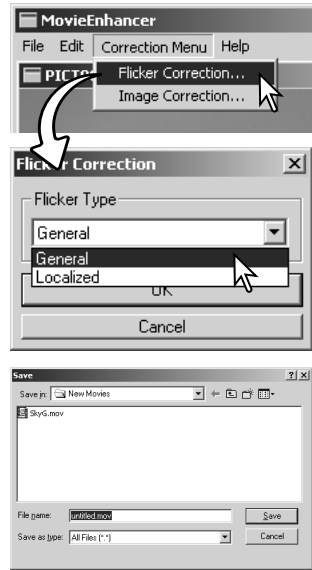 MovieEnhancer
File Edit Correction Menu Help
Flicker Correction...
Image Correction...
Correction
Flicker Type
General
General
Localized
OK
Cancel
Save
Save in: New Movies
SkyG.mov
File name: untitled.mov
Save
Save as type: All Files (*.*)
Cancel